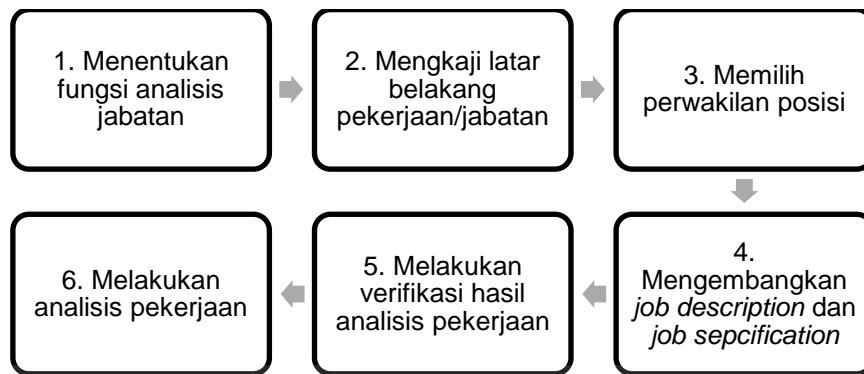 1. Menentukan
fungsi analisis
jabatan
2. Mengkaji latar
belakang
pekerjaan/jabatan
3. Memilih
perwakilan posisi
4.
Mengembangkan
job description dan
job sepcification
5. Melakukan
verifikasi hasil
analisis pekerjaan
6. Melakukan
analisis pekerjaan